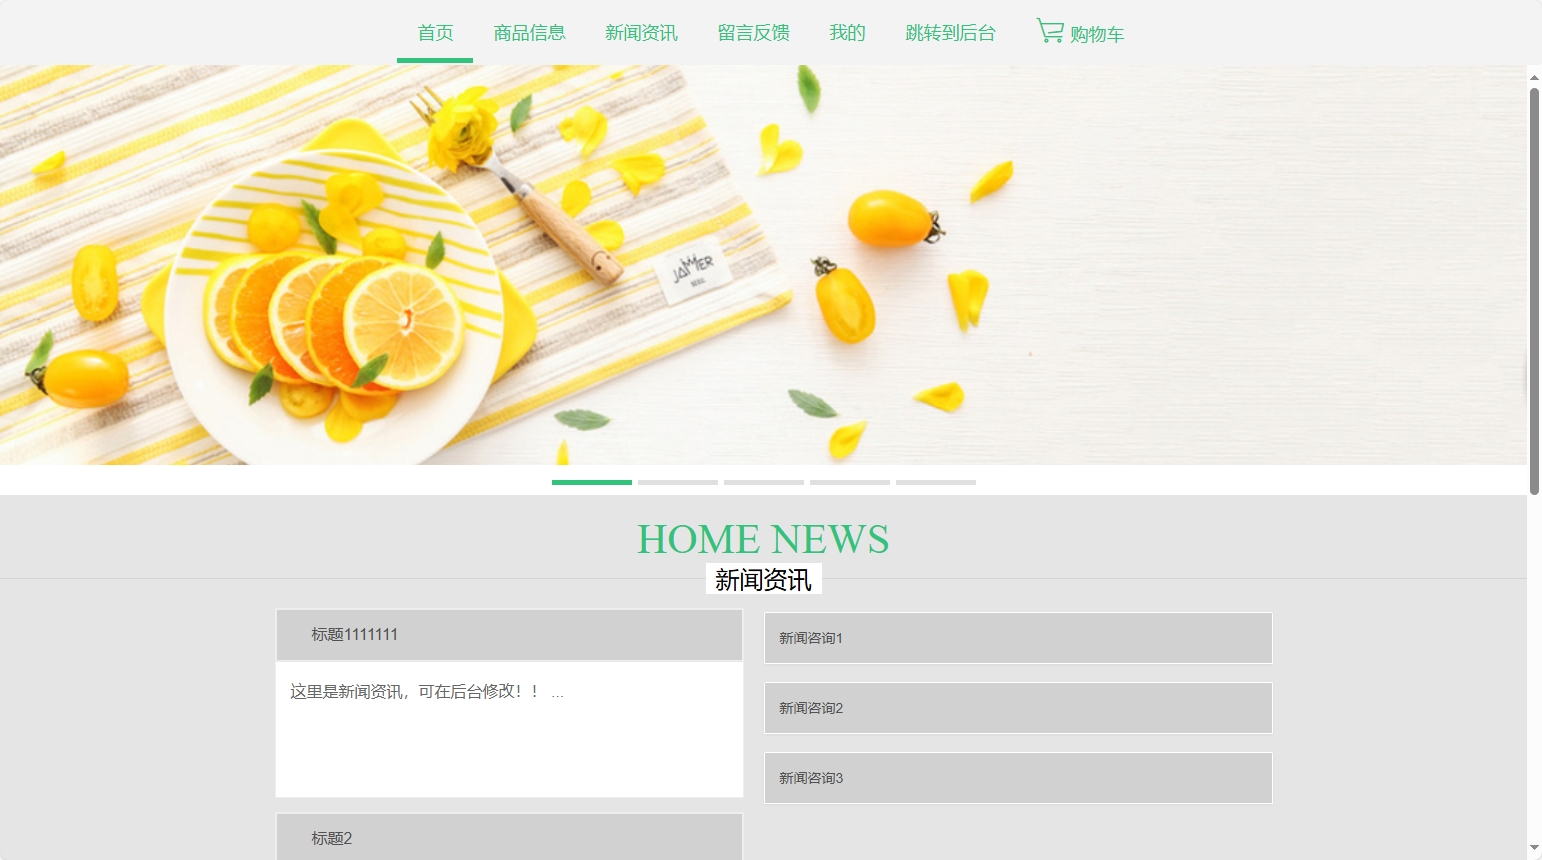 首页 商品信息 新闻资讯 留言反馈 我的 跳转到后台 购物车
JAMIER
HOME NEWS
新闻资讯
标题1111111
这里是新闻资讯，可在后台修改！！ ...
标题2
新闻咨询1
新闻咨询2
新闻咨询3